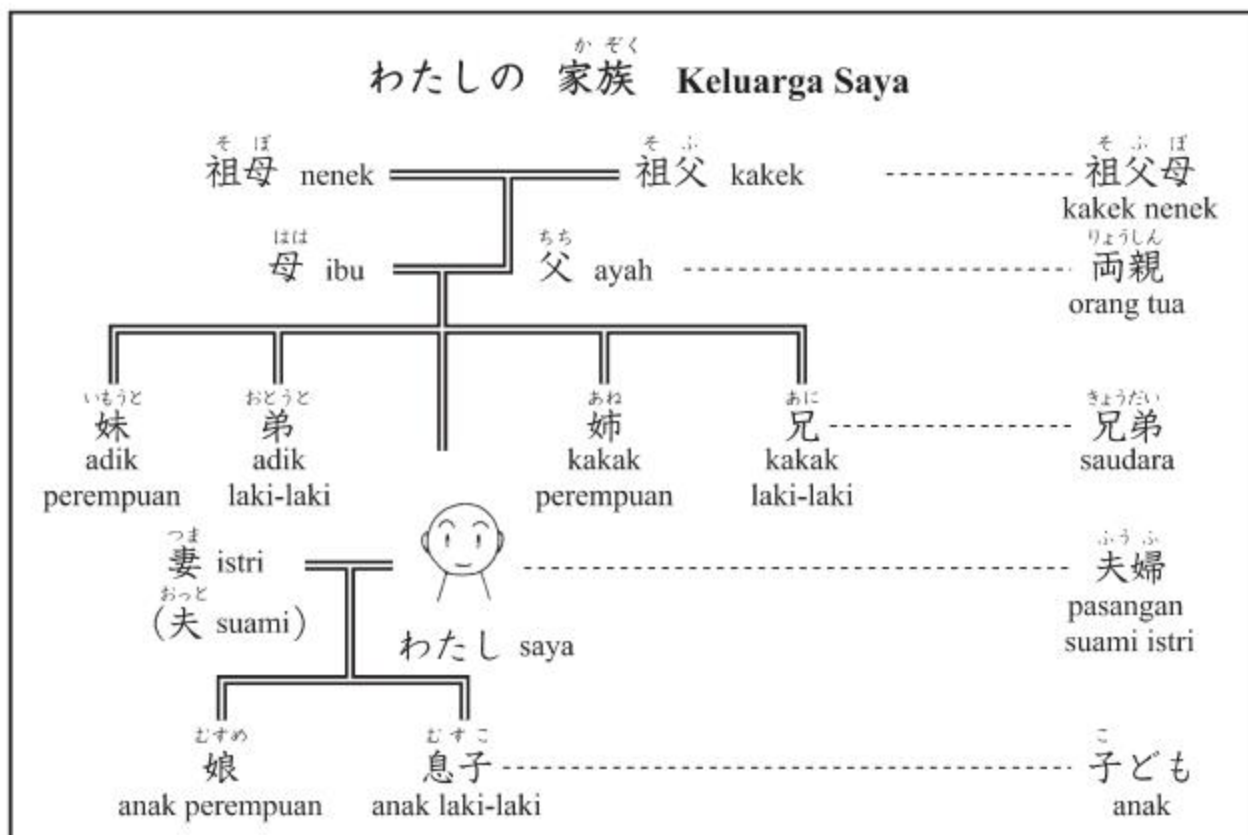 かぞく
わたしの 家族 Keluarga Saya
そぼ そふ そふぼ
祖母 nenek 祖父 kakek 祖父母
kakek nenek
はは ちち りょうしん
母 ibu 父 ayah 両親
orang tua
いもうと おとうと あね あに きょうだい
妹 弟 姉 兄 兄弟
adik adik kakak kakak saudara
perempuan laki-laki perempuan laki-laki
つま ふうふ
妻 istri 夫婦
おっと pasangan
(夫 suami) suami istri
わたし saya
むすめ むすこ こ
娘 息子 子ども
anak perempuan anak laki-laki anak